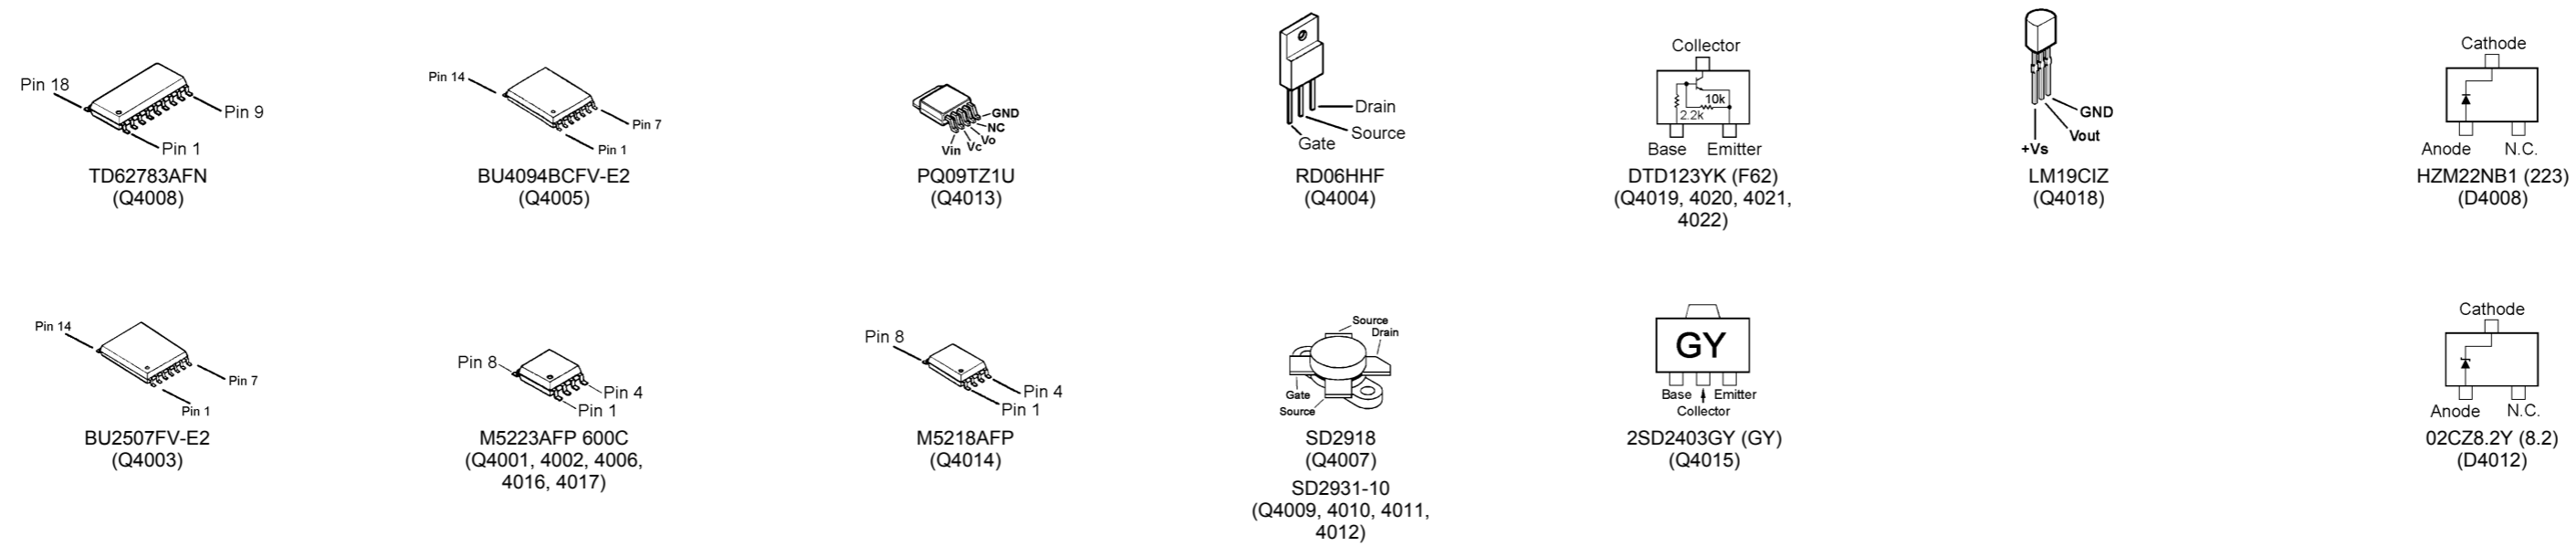 Pin 18
Pin 9
Pin 1
TD62783AFN
(Q4008)
Pin 14
Pin 7
Pin 1
BU4094BCFV-E2
(Q4005)
GND
NC
Vo
Vc
Vin
PQ09TZ1U
(Q4013)
Drain
Source
Gate
RD06HHF
(Q4004)
Collector
10k
2.2k
Base Emitter
DTD123YK (F62)
(Q4019, 4020, 4021,
4022)
GND
Vout
+Vs
LM19CIZ
(Q4018)
Cathode
Anode N.C.
HZM22NB1 (223)
(D4008)
Pin 14
Pin 7
Pin 1
BU2507FV-E2
(Q4003)
Pin 8
Pin 4
Pin 1
M5223AFP 600C
(Q4001, 4002, 4006,
4016, 4017)
Pin 8
Pin 4
Pin 1
M5218AFP
(Q4014)
Source
Drain
Gate
Source
SD2918
(Q4007)
SD2931-10
(Q4009, 4010, 4011,
4012)
GY
Base Emitter
Collector
2SD2403GY (GY)
(Q4015)
Cathode
Anode N.C.
02CZ8.2Y (8.2)
(D4012)